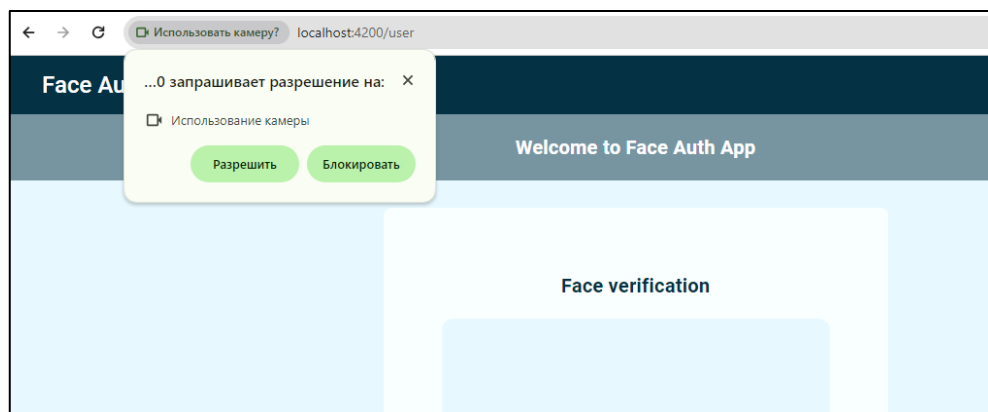 Использовать камеру? localhost:4200/user
Face Au
...0 запрашивает разрешение на:
Использование камеры
Разрешить Блокировать
Welcome to Face Auth App
Face verification